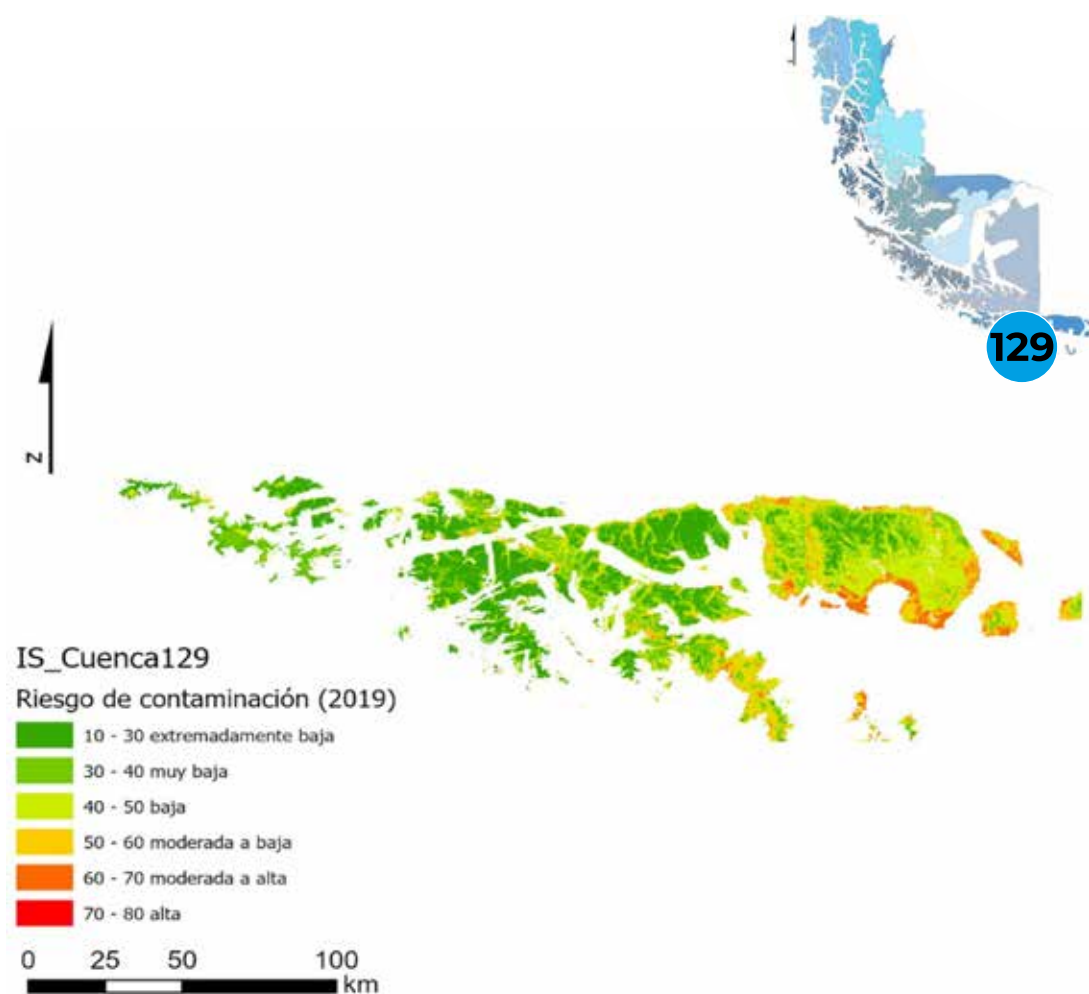 129
N
IS_Cuenca129
Riesgo de contaminación (2019)
10 - 30 extremadamente baja
30 - 40 muy baja
40 - 50 baja
50 - 60 moderada a baja
60 - 70 moderada a alta
70 - 80 alta
0 25 50 100
km